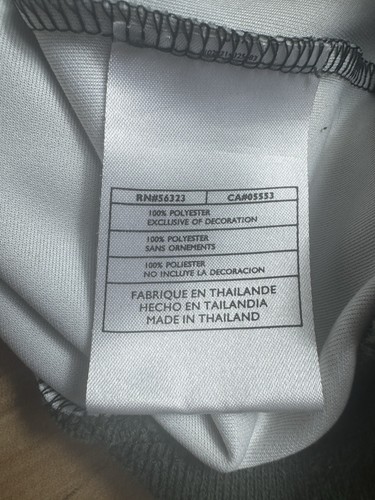 RN#56323 CA#05553
100% POLYESTER
EXCLUSIVE OF DECORATION
100% POLYESTER
SANS ORNEMENTS
100% POLIESTER
NO INCLUYE LA DECORACION
FABRIQUE EN THAILANDE
HECHO EN TAILANDIA
MADE IN THAILAND